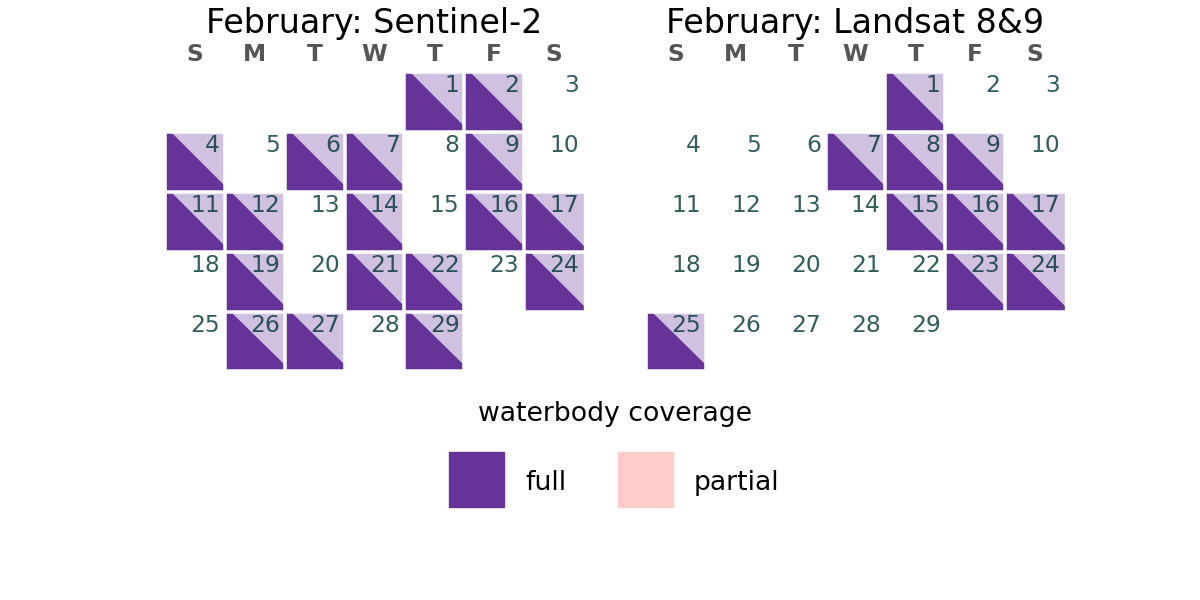 February: Sentinel-2
S M T W T F S
1 2 3
4 5 6 7 8 9 10
11 12 13 14 15 16 17
18 19 20 21 22 23 24
25 26 27 28 29
February: Landsat 8&9
S M T W T F S
1 2 3
4 5 6 7 8 9 10
11 12 13 14 15 16 17
18 19 20 21 22 23 24
25 26 27 28 29
waterbody coverage
full partial